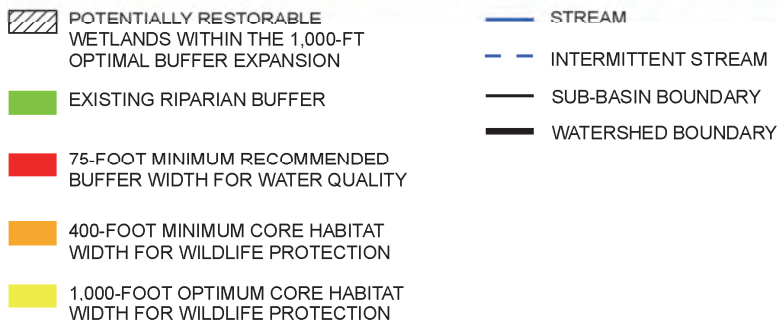 POTENTIALLY RESTORABLE
WETLANDS WITHIN THE 1,000-FT
OPTIMAL BUFFER EXPANSION
EXISTING RIPARIAN BUFFER
75-FOOT MINIMUM RECOMMENDED
BUFFER WIDTH FOR WATER QUALITY
400-FOOT MINIMUM CORE HABITAT
WIDTH FOR WILDLIFE PROTECTION
1,000-FOOT OPTIMUM CORE HABITAT
WIDTH FOR WILDLIFE PROTECTION
STREAM
INTERMITTENT STREAM
SUB-BASIN BOUNDARY
WATERSHED BOUNDARY